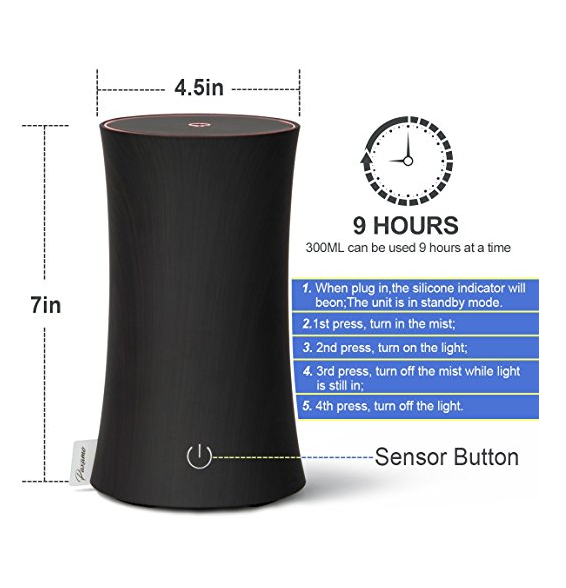 4.5in
9 HOURS
300ML can be used 9 hours at a time
7in
1. When plug in,the silicone indicator will
beon;The unit is in standby mode.
2.1st press, turn in the mist;
3. 2nd press, turn on the light;
4. 3rd press, turn off the mist while light
is still in;
5. 4th press, turn off the light.
Sensor Button